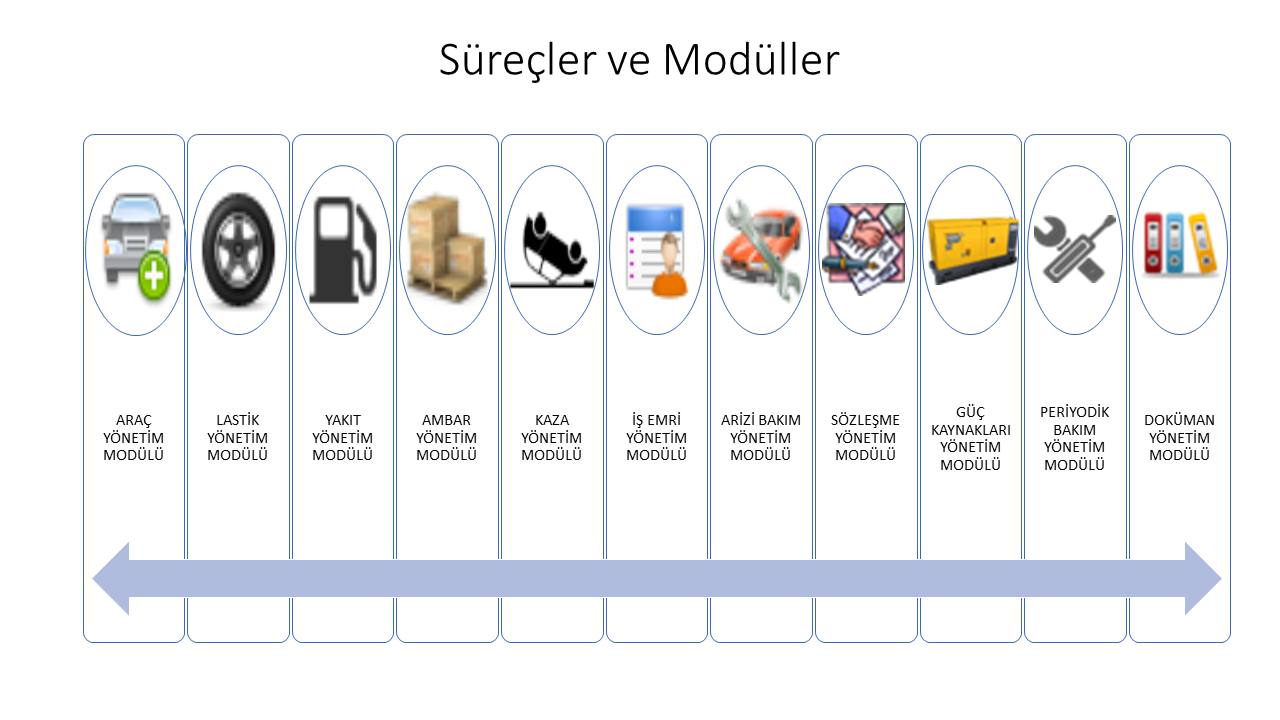 Süreçler ve Modüller
ARAÇ
YÖNETİM
MODÜLÜ
LASTİK
YÖNETİM
MODÜLÜ
YAKIT
YÖNETİM
MODÜLÜ
AMBAR
YÖNETİM
MODÜLÜ
KAZA
YÖNETİM
MODÜLÜ
İŞ EMRİ
YÖNETİM
MODÜLÜ
ARİZİ BAKIM
YÖNETİM
MODÜLÜ
SÖZLEŞME
YÖNETİM
MODÜLÜ
GÜÇ
KAYNAKLARI
YÖNETİM
MODÜLÜ
PERİYODİK
BAKIM
YÖNETİM
MODÜLÜ
DOKÜMAN
YÖNETİM
MODÜLÜ